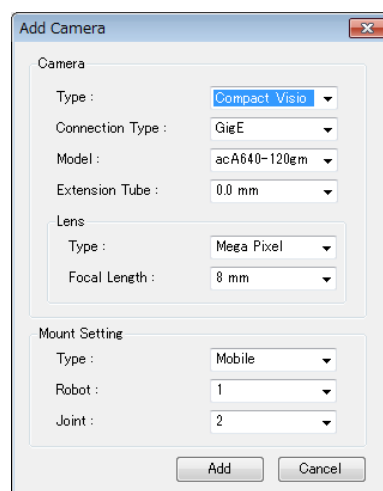 Add Camera
Camera
Type : Compact Visio
Connection Type : GigE
Model : acA640-120gm
Extension Tube : 0.0 mm
Lens
Type : Mega Pixel
Focal Length : 8 mm
Mount Setting
Type : Mobile
Robot : 1
Joint : 2
Add Cancel